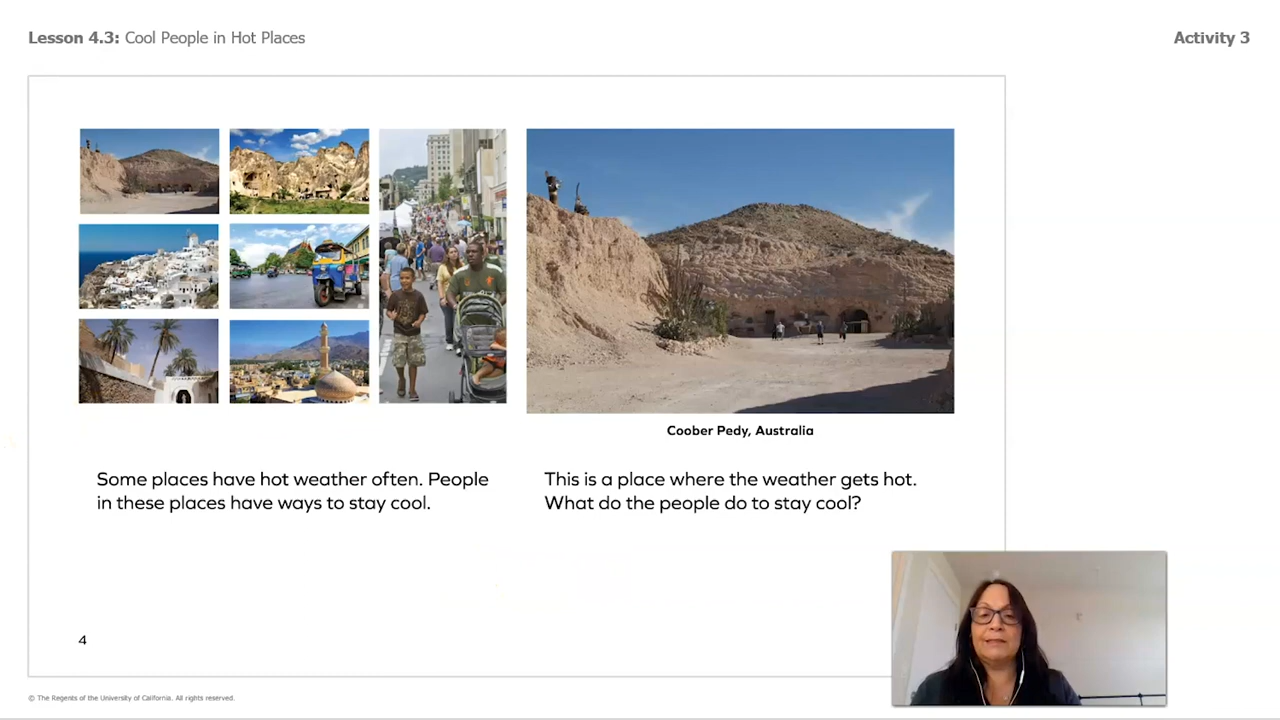 Lesson 4.3: Cool People in Hot Places
Activity 3
Coober Pedy, Australia
Some places have hot weather often. People
in these places have ways to stay cool.
This is a place where the weather gets hot.
What do the people do to stay cool?
4
© The Regents of the University of California. All rights reserved.